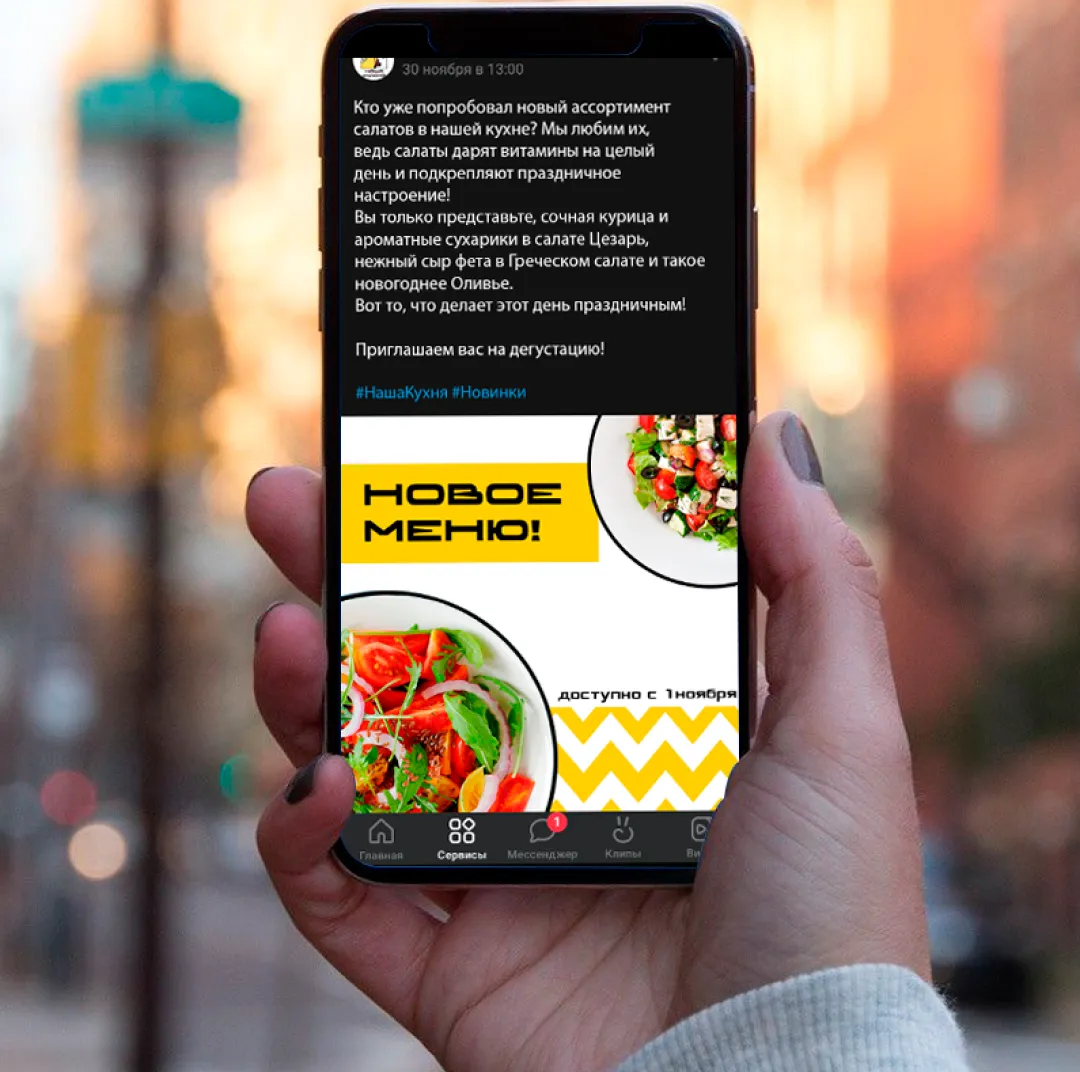 30 ноября в 13:00
Кто уже попробовал новый ассортимент
салатов в нашей кухне? Мы любим их,
ведь салаты дарят витамины на целый
день и подкрепляют праздничное
настроение!
Вы только представьте, сочная курица и
ароматные сухарики в салате Цезарь,
нежный сыр фета в Греческом салате и такое
новогоднее Оливье.
Вот то, что делает этот день праздничным!
Приглашаем вас на дегустацию!
#НашаКухня #Новинки
НОВОЕ
МЕНЮ!
доступно с 1 ноября
1
Главная Сервисы Мессенджер Клипы Ви